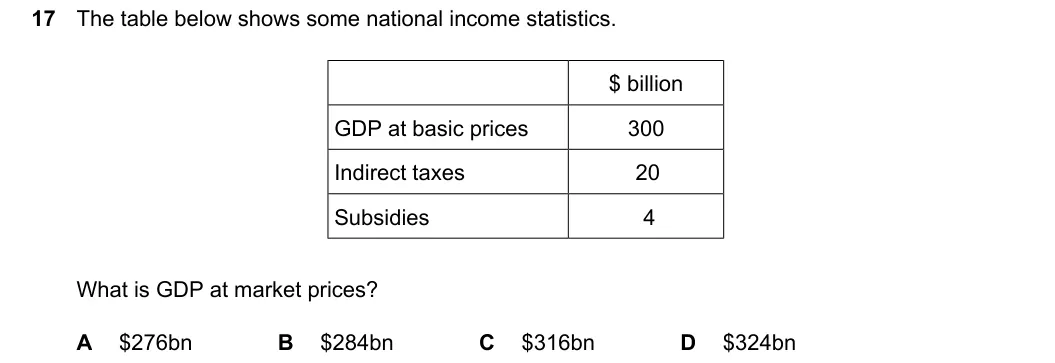 17 The table below shows some national income statistics.
$ billion
GDP at basic prices 300
Indirect taxes 20
Subsidies 4
What is GDP at market prices?
A $276bn B $284bn C $316bn D $324bn